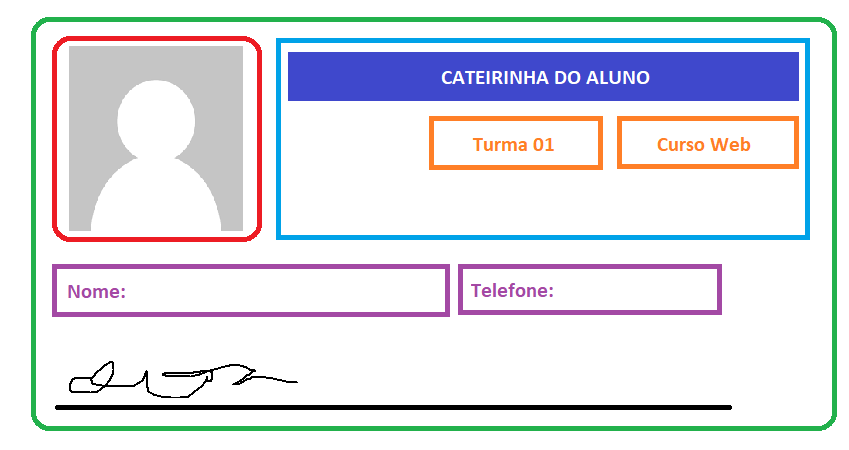 CATEIRINHA DO ALUNO
Turma 01 Curso Web
Nome: Telefone: